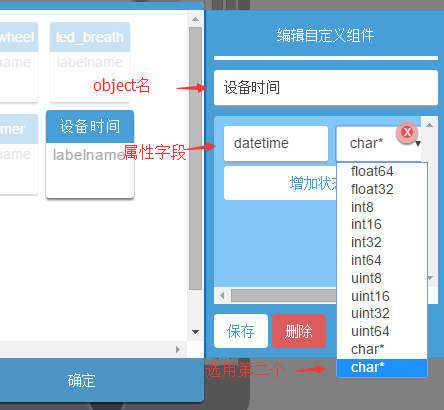 wheel
led_breath
name
labelname
object名
mer
设备时间
name
labelname
属性字段
确定
编辑自定义组件
设备时间
datetime
char*
x
增加状态
float64
float32
int8
int16
int32
int64
uint8
uint16
uint32
uint64
char*
char*
保存
删除
选用第二个